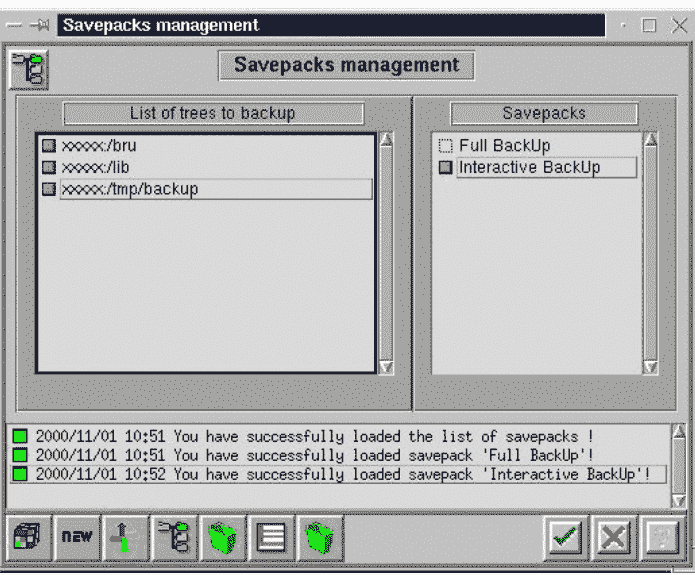 Savepacks management
Savepacks management
List of trees to backup
xxxxx:/bru
xxxxx:/lib
xxxxx:/tmp/backup
Savepacks
Full BackUp
Interactive BackUp
2000/11/01 10:51 You have successfully loaded the list of savepacks !
2000/11/01 10:51 You have successfully loaded savepack 'Full BackUp'!
2000/11/01 10:52 You have successfully loaded savepack 'Interactive BackUp'!
new
?